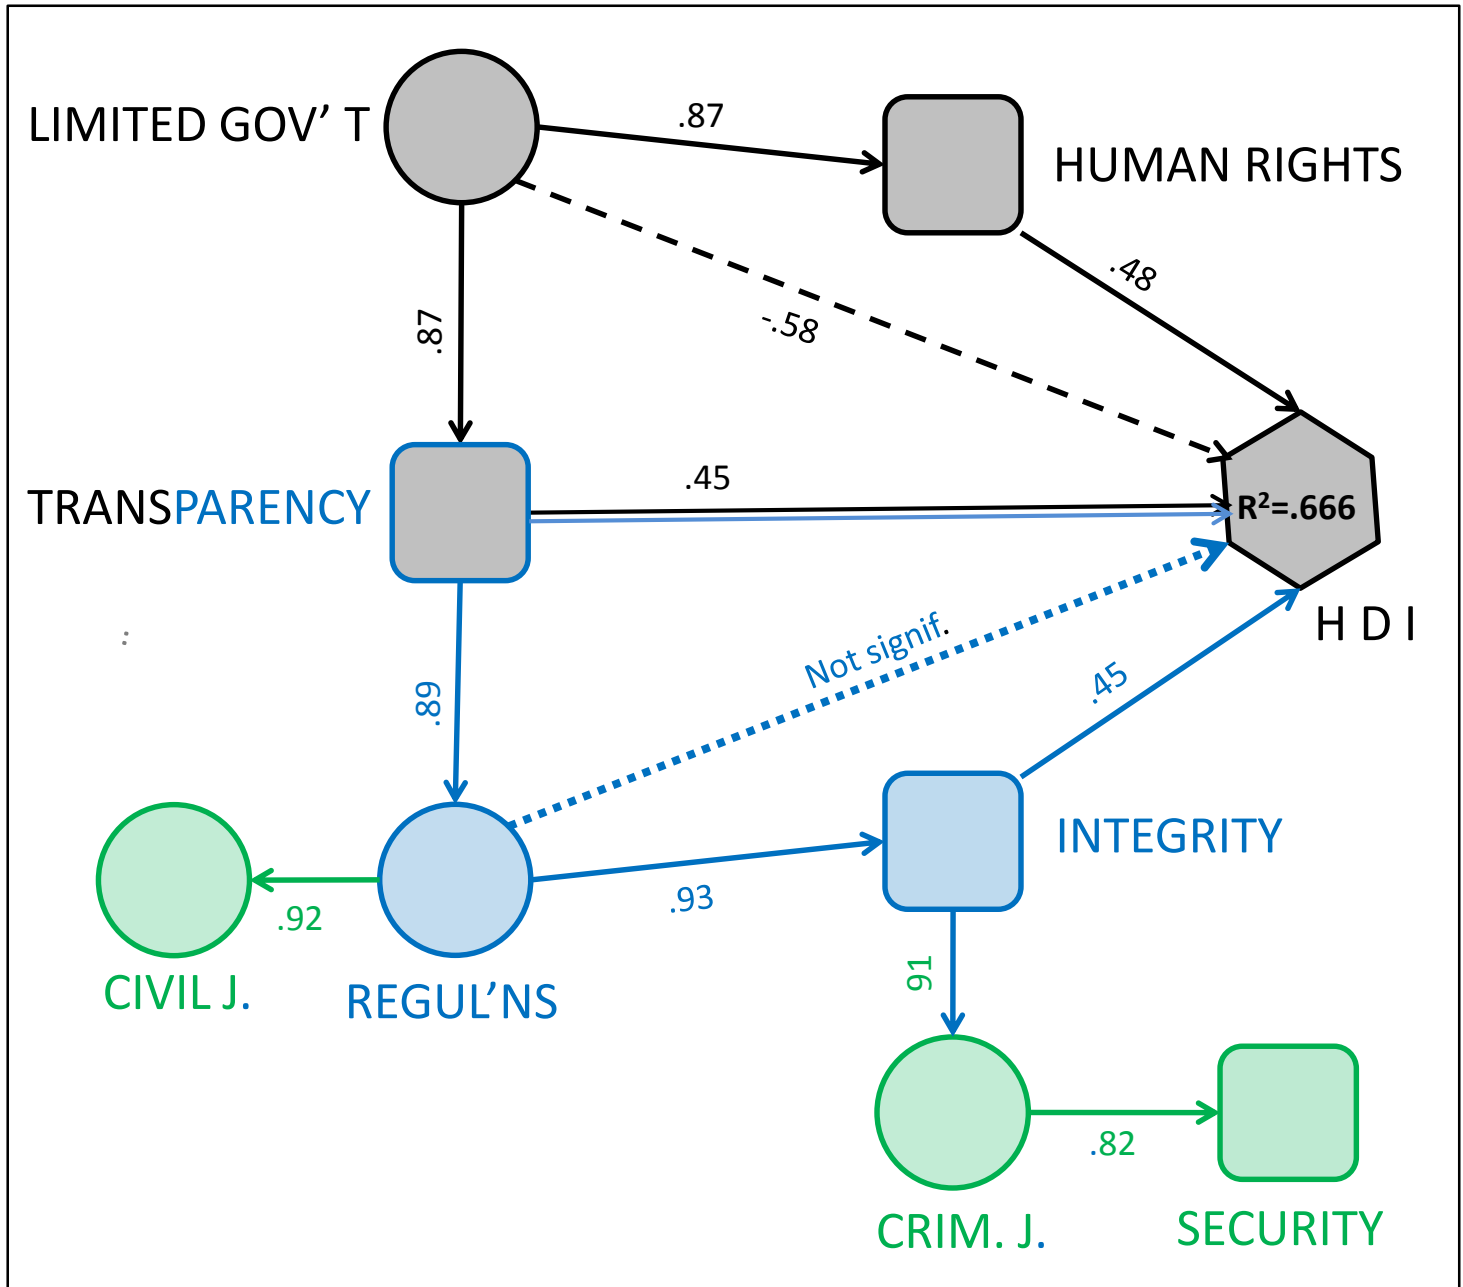 LIMITED GOV’ T
.87
HUMAN RIGHTS
.48
.87
-.58
TRANSPARENCY
.45
R²=.666
H D I
:
Not signif.
.89
.45
INTEGRITY
.93
.92
CIVIL J.
REGUL’NS
91
.82
CRIM. J.
SECURITY